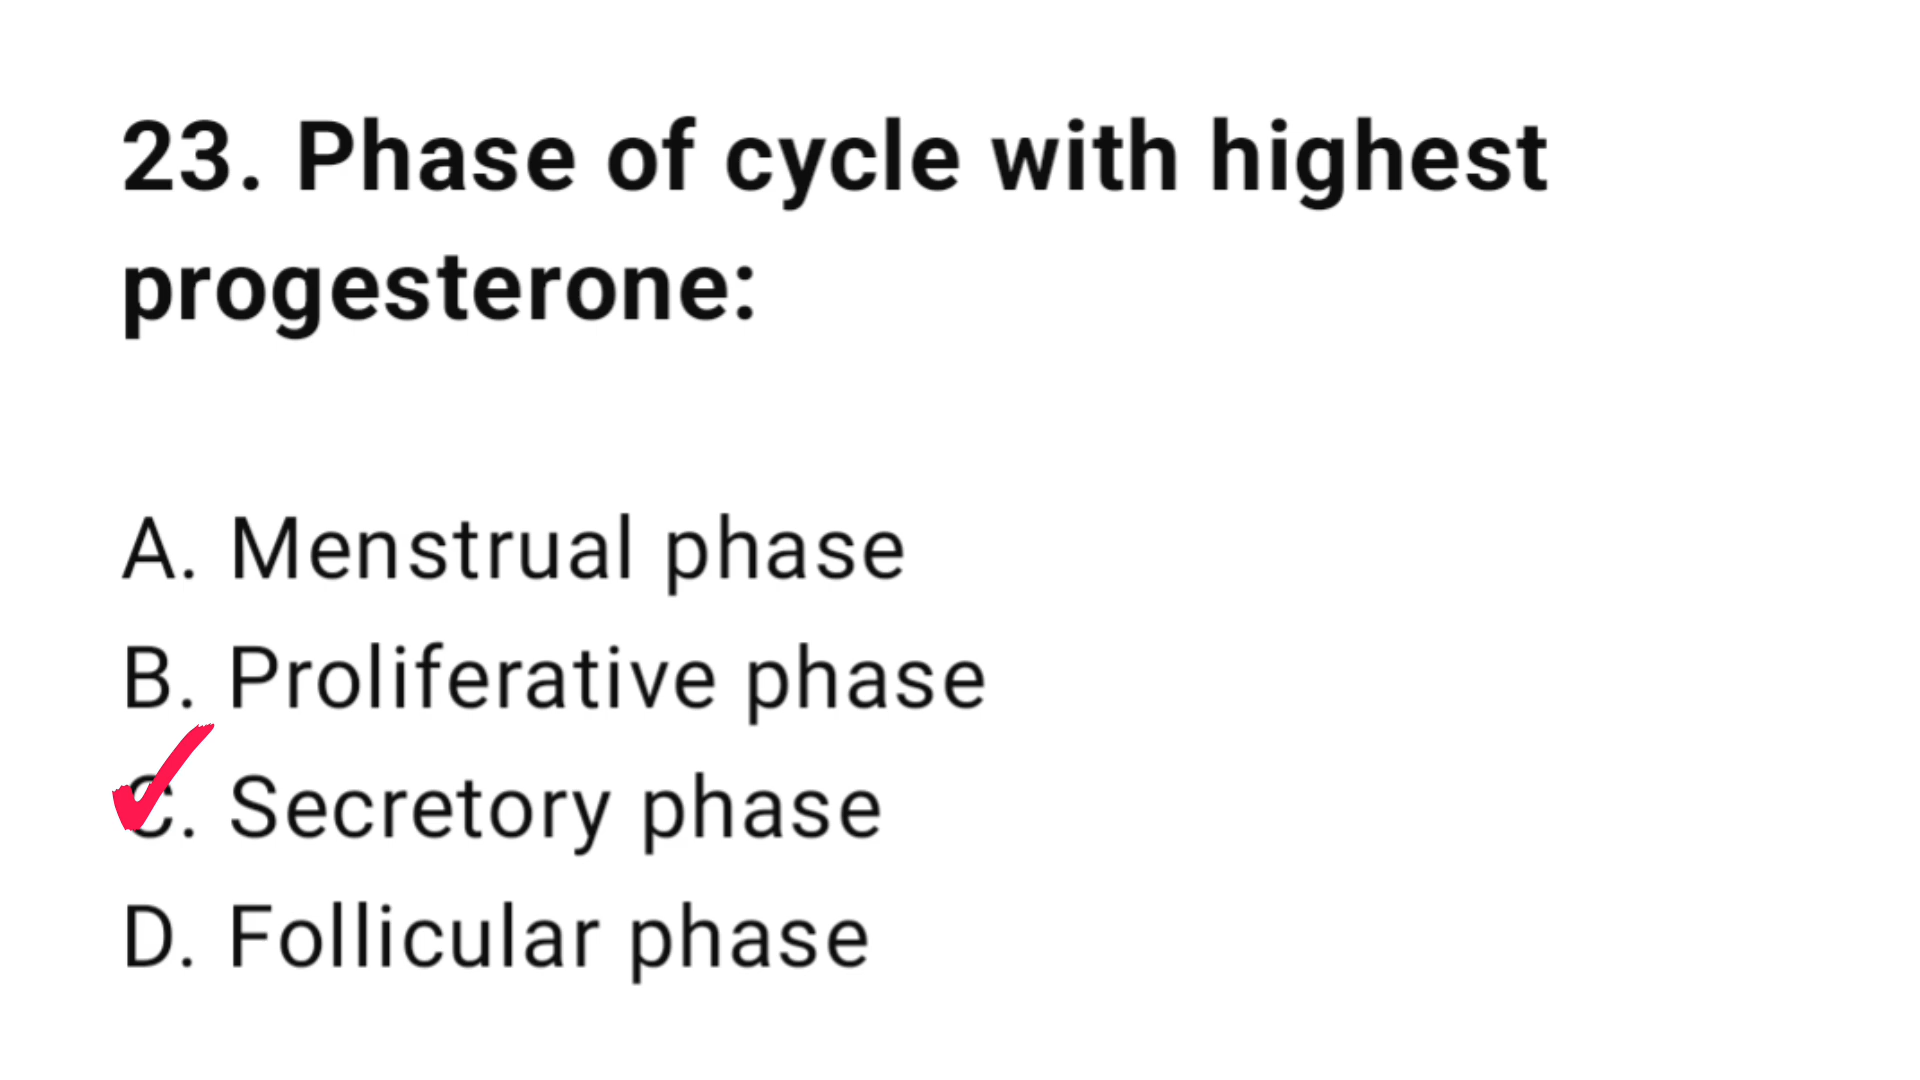 23. Phase of cycle with highest
progesterone:
A. Menstrual phase
B. Proliferative phase
C. Secretory phase
D. Follicular phase